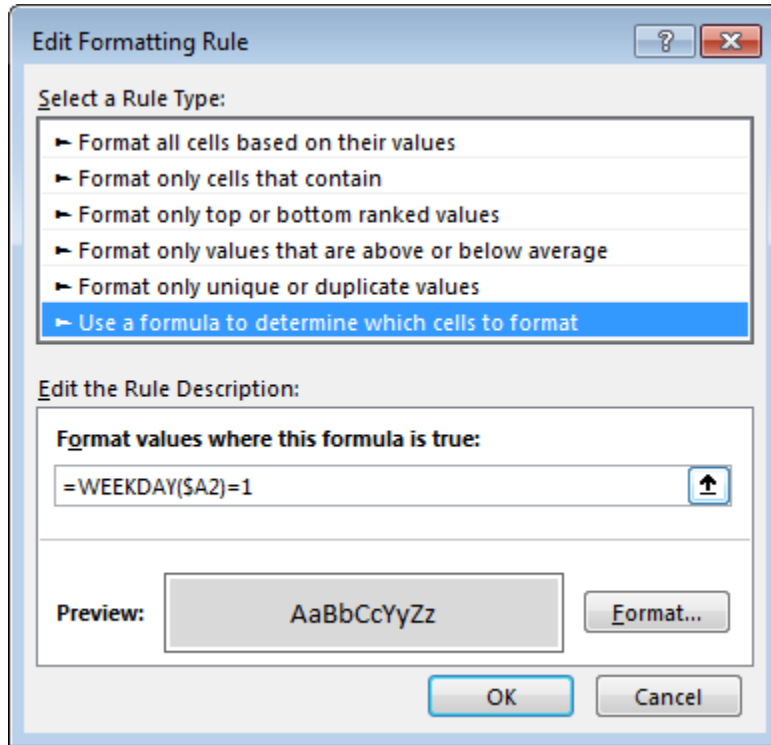 Edit Formatting Rule
Select a Rule Type:
► Format all cells based on their values
► Format only cells that contain
► Format only top or bottom ranked values
► Format only values that are above or below average
► Format only unique or duplicate values
► Use a formula to determine which cells to format
Edit the Rule Description:
Format values where this formula is true:
=WEEKDAY($A2)=1
Preview: AaBbCcYyZz Format...
OK Cancel